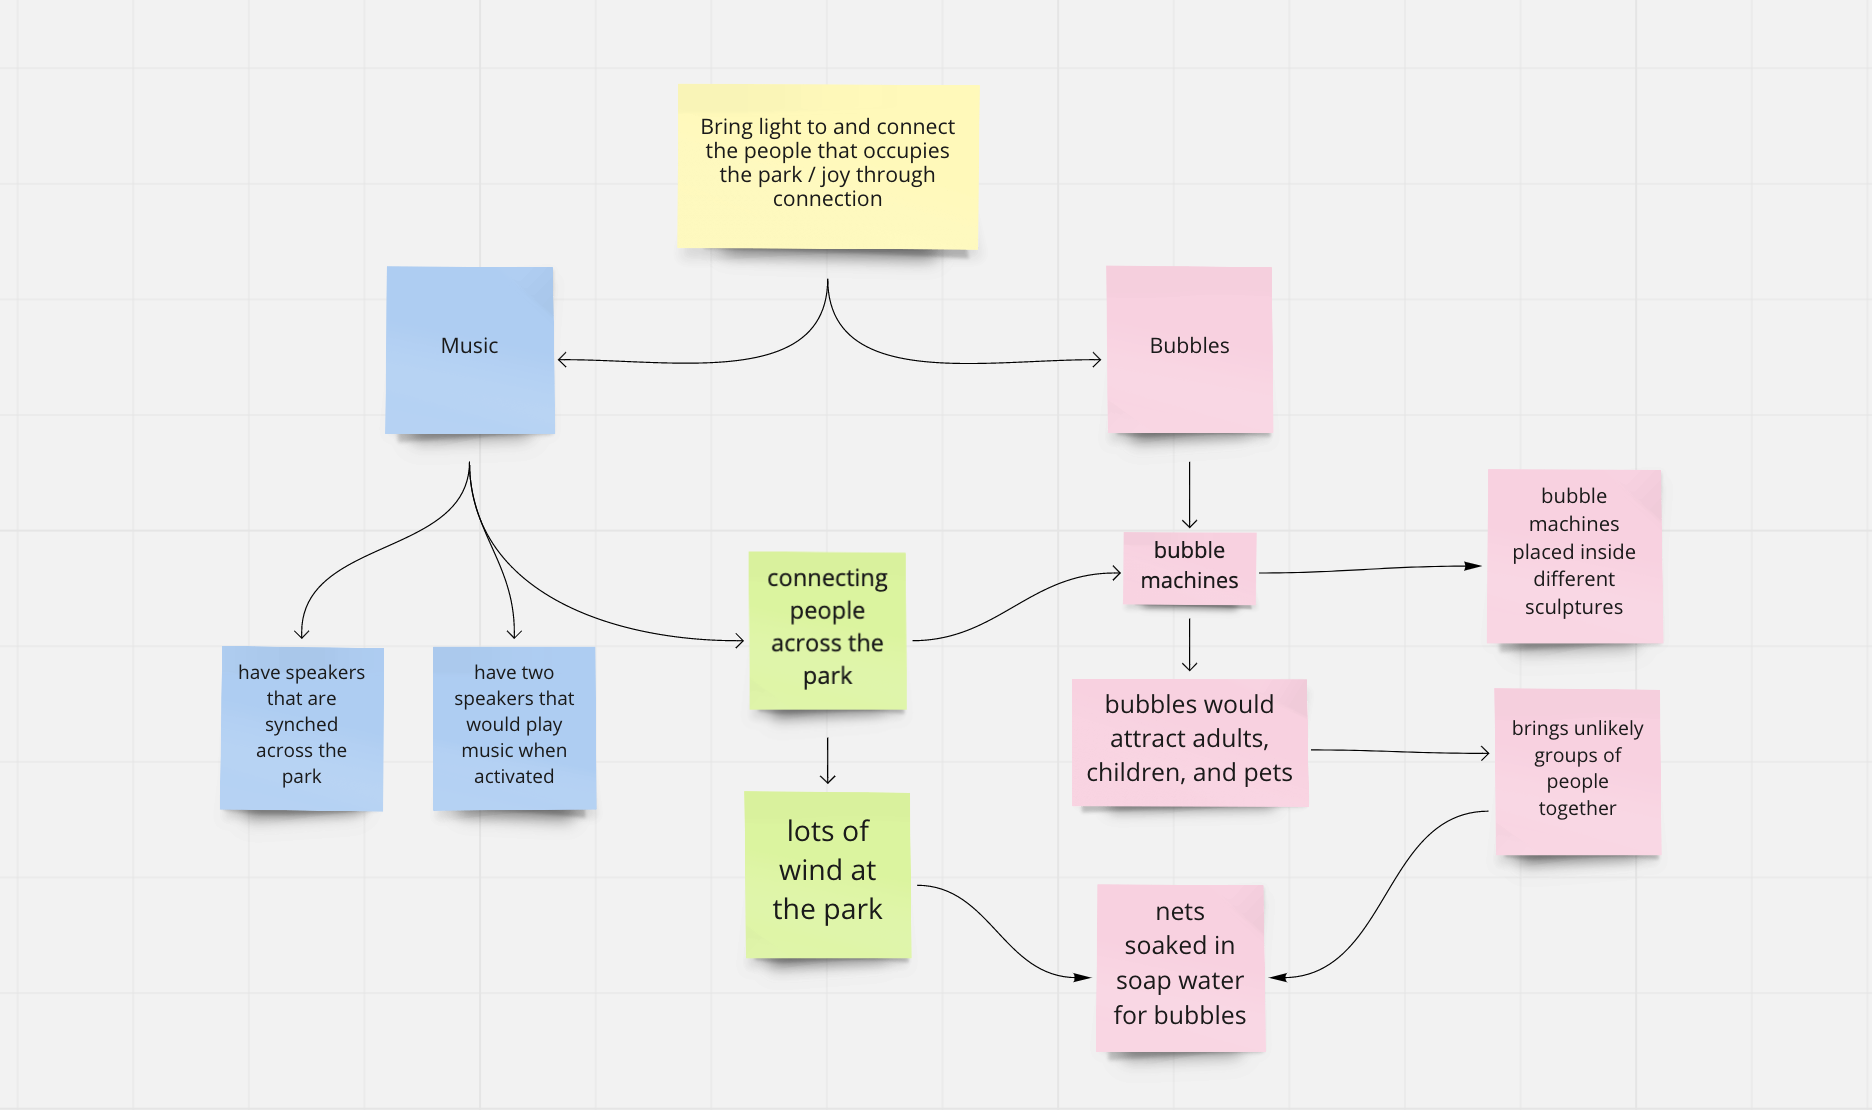 Bring light to and connect
the people that occupies
the park / joy through
connection
Music
Bubbles
bubble
machines
placed inside
different
sculptures
bubble
machines
connecting
people
across the
park
have speakers
that are
synched
across the
park
have two
speakers that
would play
music when
activated
bubbles would
attract adults,
children, and pets
brings unlikely
groups of
people
together
lots of
wind at
the park
nets
soaked in
soap water
for bubbles